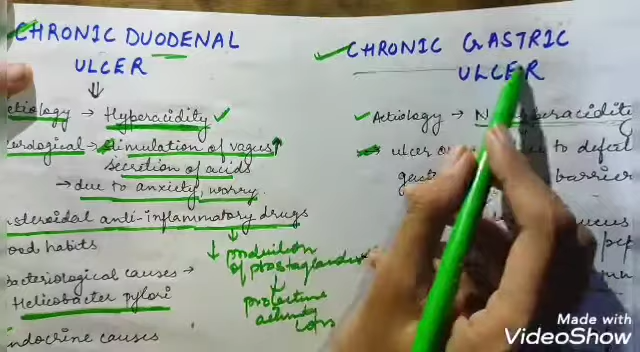 CHRONIC DUODENAL
ULCER
Aetiology → Hyperacidity
stimulation of vagus ↑
secretion of acids
→ due to anxiety, worry
steroidal anti-inflammatory drugs
↓ production
of prostaglandins
↓
protective
activity
loss
food habits
Bacteriological causes →
Helicobacter pylori
Endocrine causes
CHRONIC GASTRIC
ULCER
Aetiology → hyperacidity
ulcer to
barrier
Made with
VideoShow